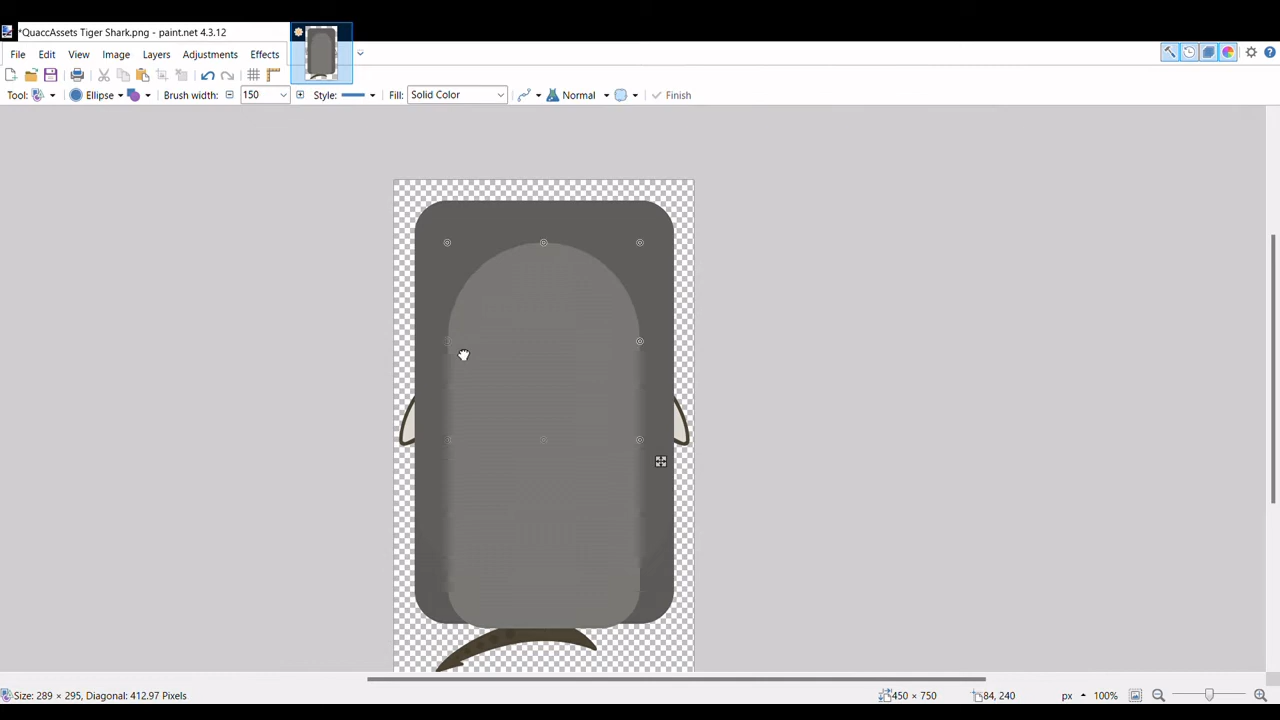 *QuaccAssets Tiger Shark.png - paint.net 4.3.12
File Edit View Image Layers Adjustments Effects
Tool: Ellipse Brush width: 150 Style: Fill: Solid Color Normal Finish
Size: 289 × 295, Diagonal: 412.97 Pixels 450 × 750 84, 240 px 100%